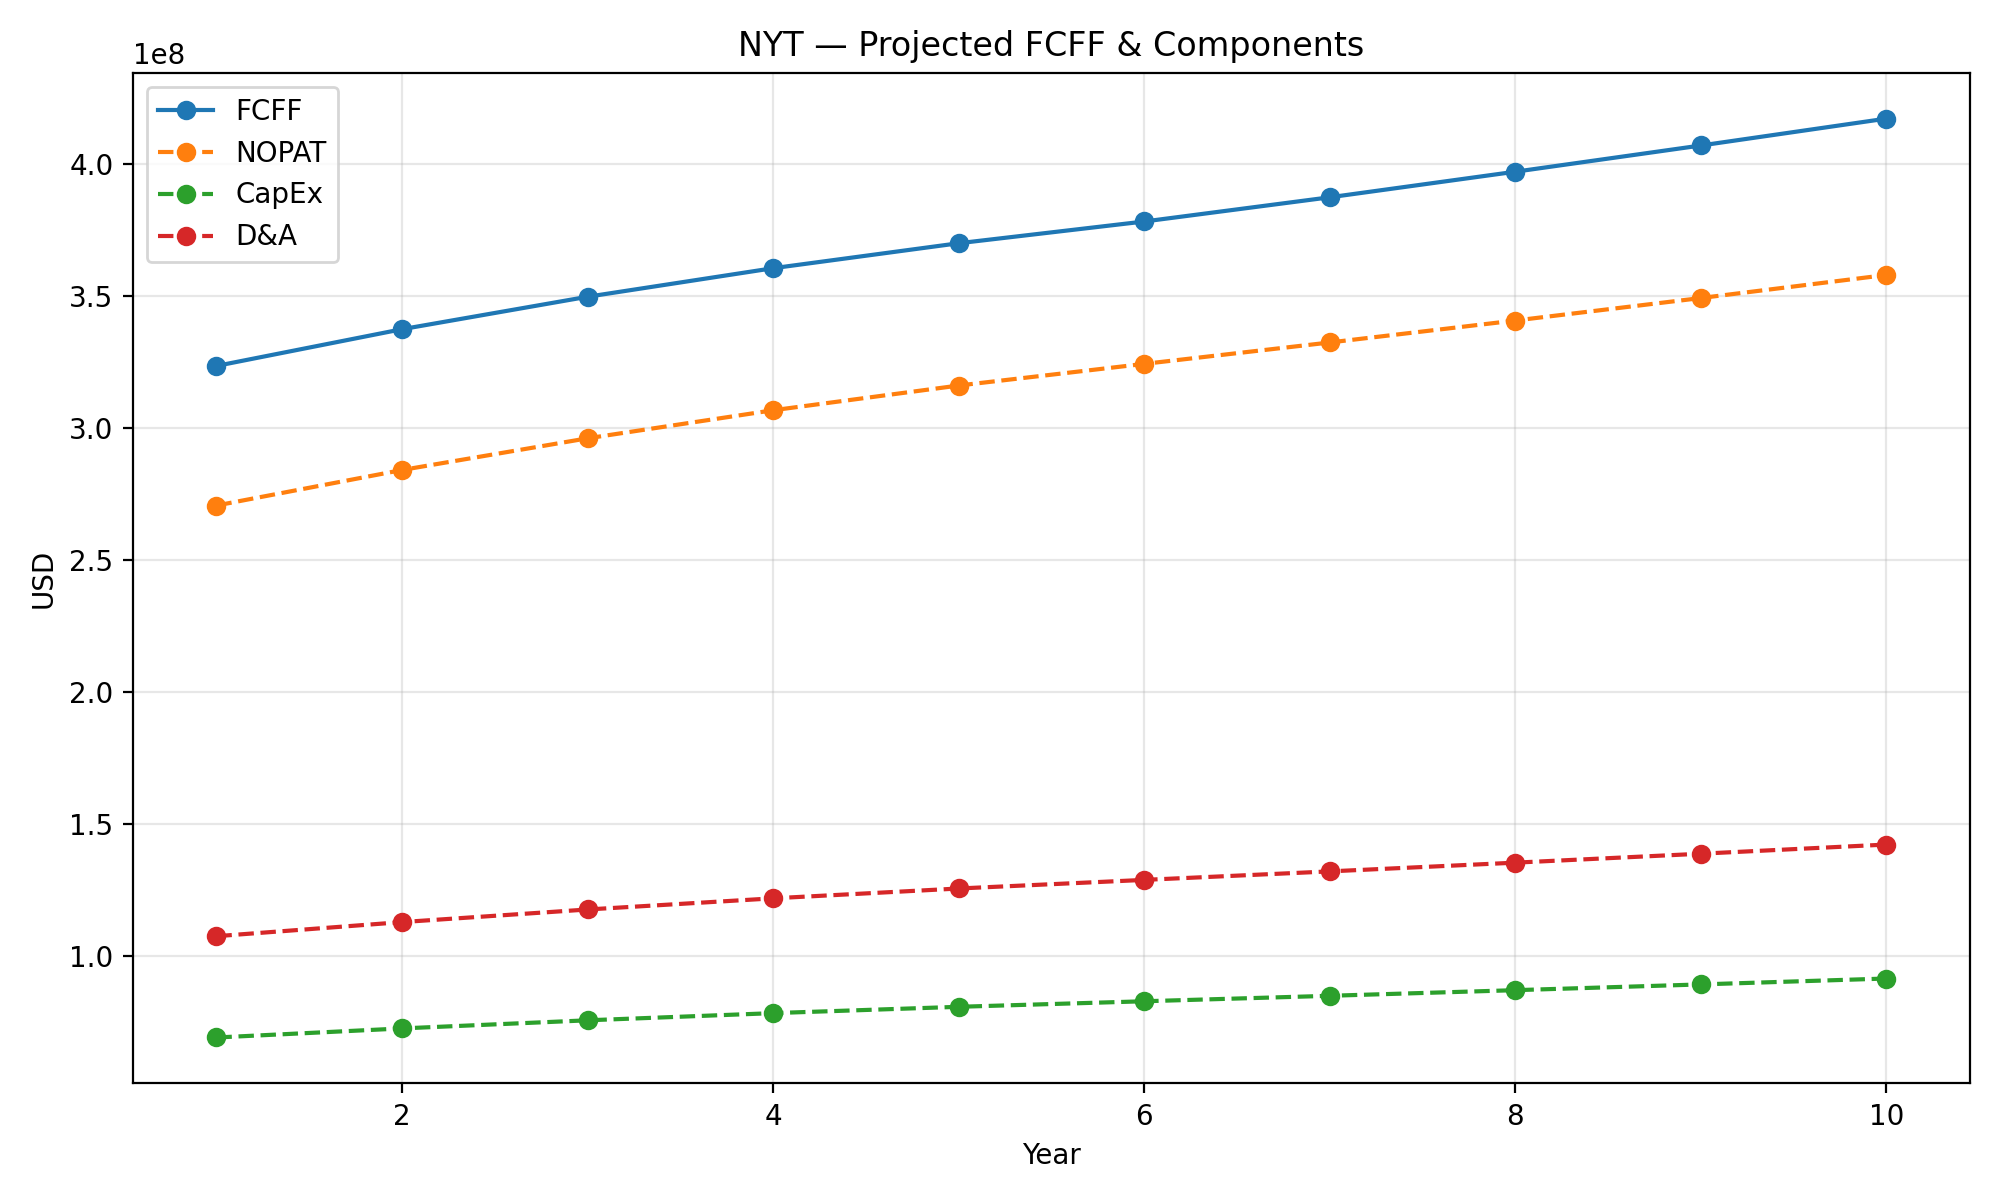 NYT — Projected FCFF & Components
1e8
FCFF
NOPAT
CapEx
D&A
4.0
3.5
3.0
2.5
2.0
1.5
1.0
USD
2 4 6 8 10
Year